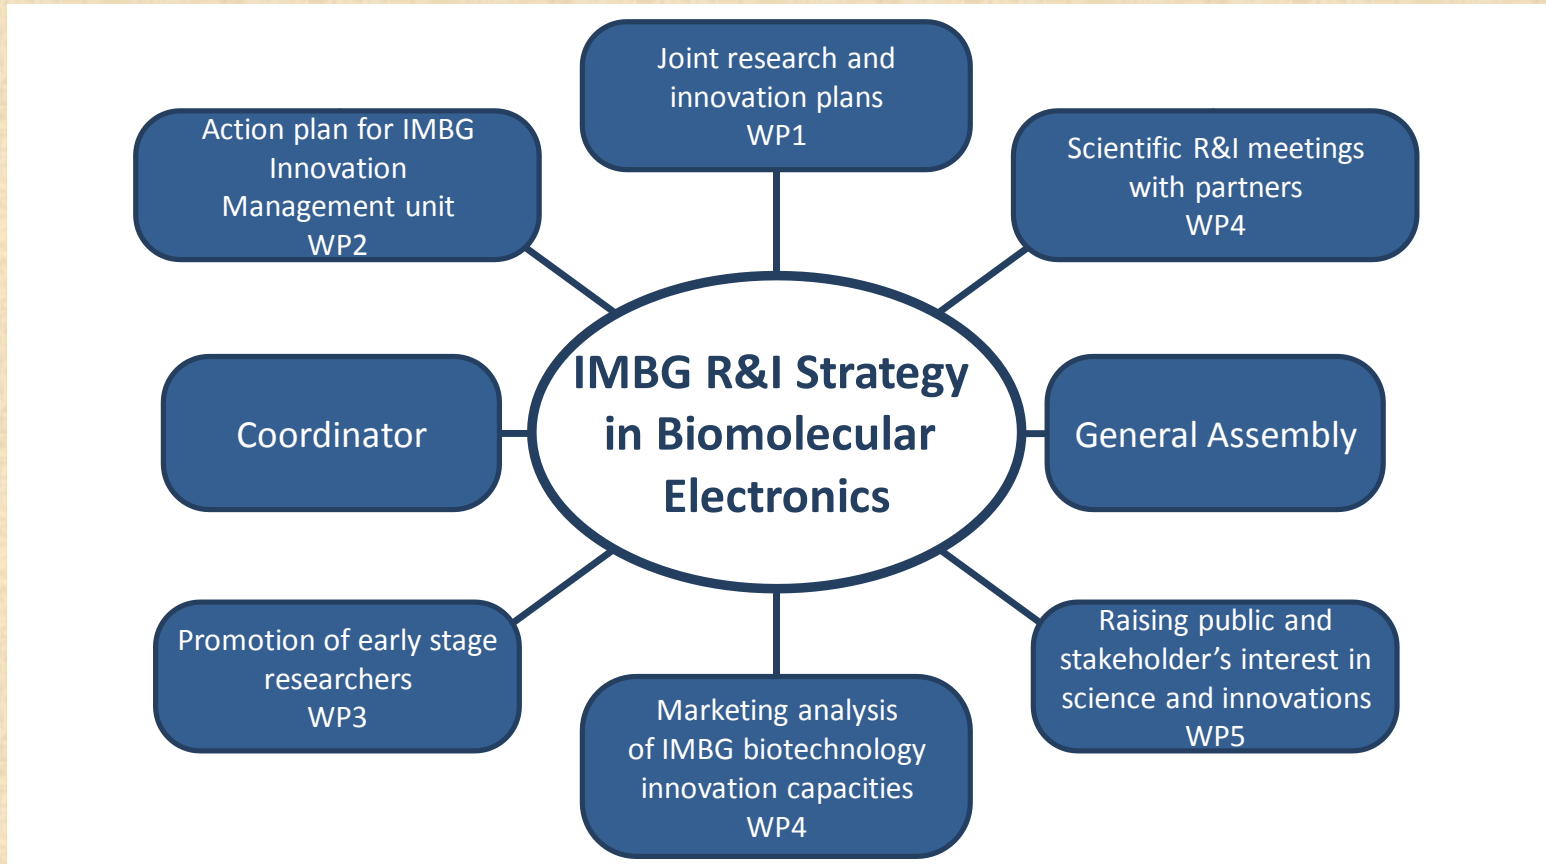 Joint research and
innovation plans
WP1
Action plan for IMBG
Innovation
Management unit
WP2
Scientific R&I meetings
with partners
WP4
IMBG R&I Strategy
in Biomolecular
Electronics
Coordinator
General Assembly
Promotion of early stage
researchers
WP3
Marketing analysis
of IMBG biotechnology
innovation capacities
WP4
Raising public and
stakeholder’s interest in
science and innovations
WP5